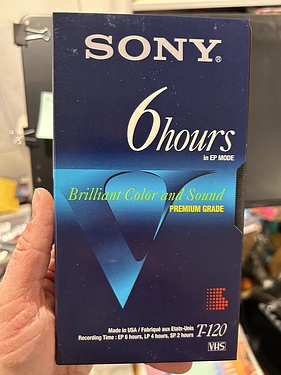 SONY®
6hours
in EP MODE
Brilliant Color and Sound
PREMIUM GRADE
Made in USA / Fabriqué aux Etats-Unis
Recording Time : EP 6 hours, LP 4 hours, SP 2 hours
T-120
VHS